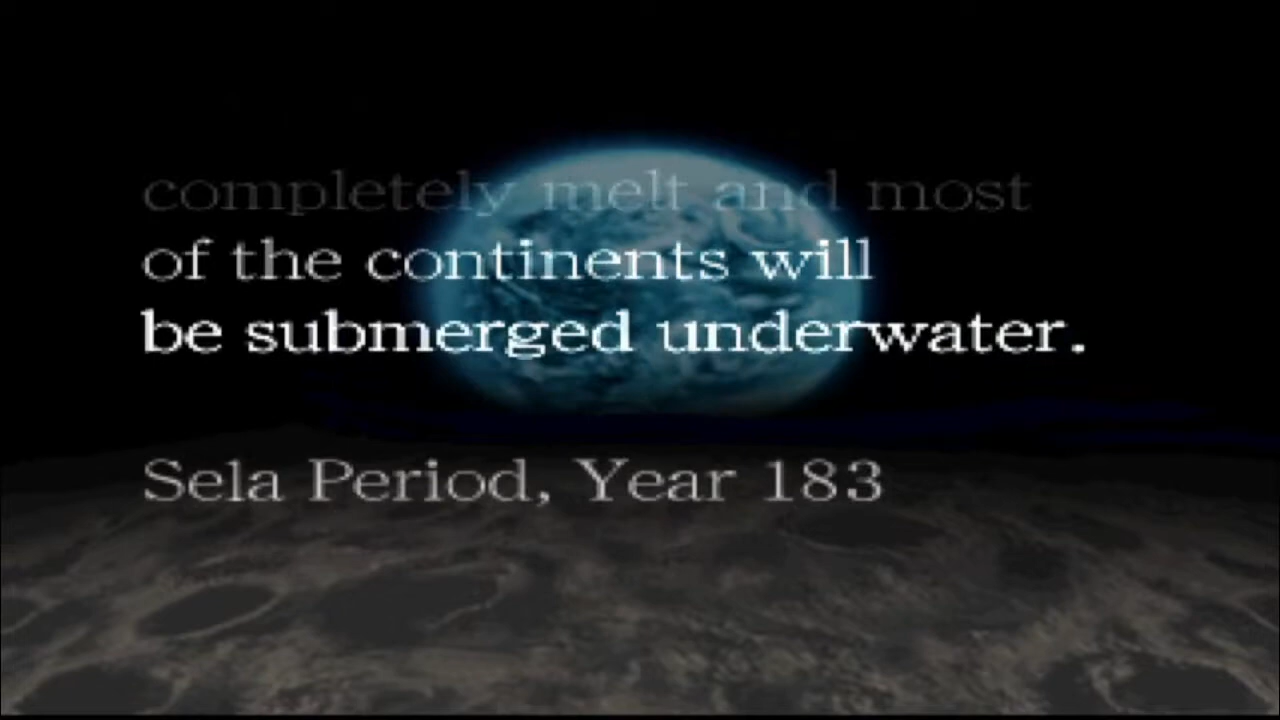 completely melt and most
of the continents will
be submerged underwater.
Sela Period, Year 183